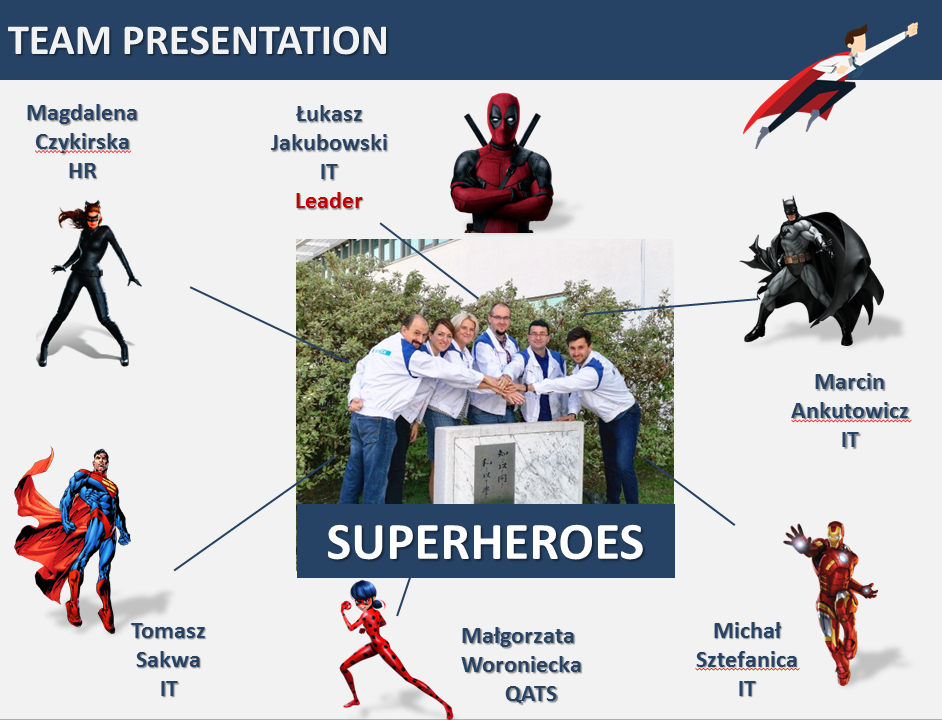 TEAM PRESENTATION
Magdalena
Czykirska
HR
Łukasz
Jakubowski
IT
Leader
Marcin
Ankutowicz
IT
SUPERHEROES
Tomasz
Sakwa
IT
Małgorzata
Woroniecka
QATS
Michał
Sztefanica
IT